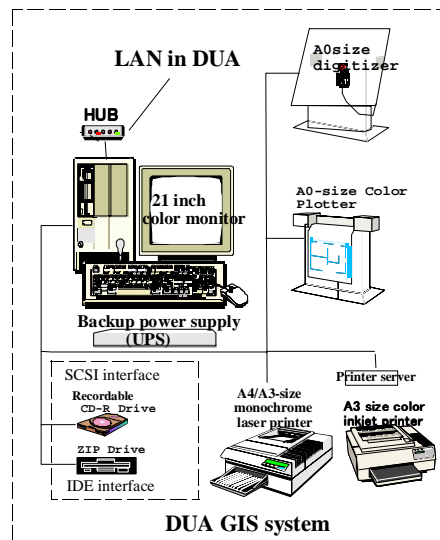 LAN in DUA
A0size
digitizer
HUB
21 inch
color monitor
A0-size Color
Plotter
Backup power supply
(UPS)
SCSI interface
Recordable
CD-R Drive
ZIP Drive
IDE interface
A4/A3-size
monochrome
laser printer
Printer server
A3 size color
inkjet printer
DUA GIS system